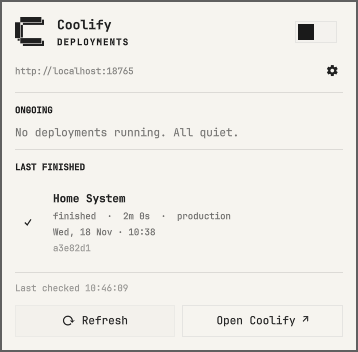 Coolify
DEPLOYMENTS
http://localhost:18765
ONGOING
No deployments running. All quiet.
LAST FINISHED
Home System
finished · 2m 0s · production
Wed, 18 Nov · 10:38
a3e82d1
Last checked 10:46:09
Refresh
Open Coolify ↗